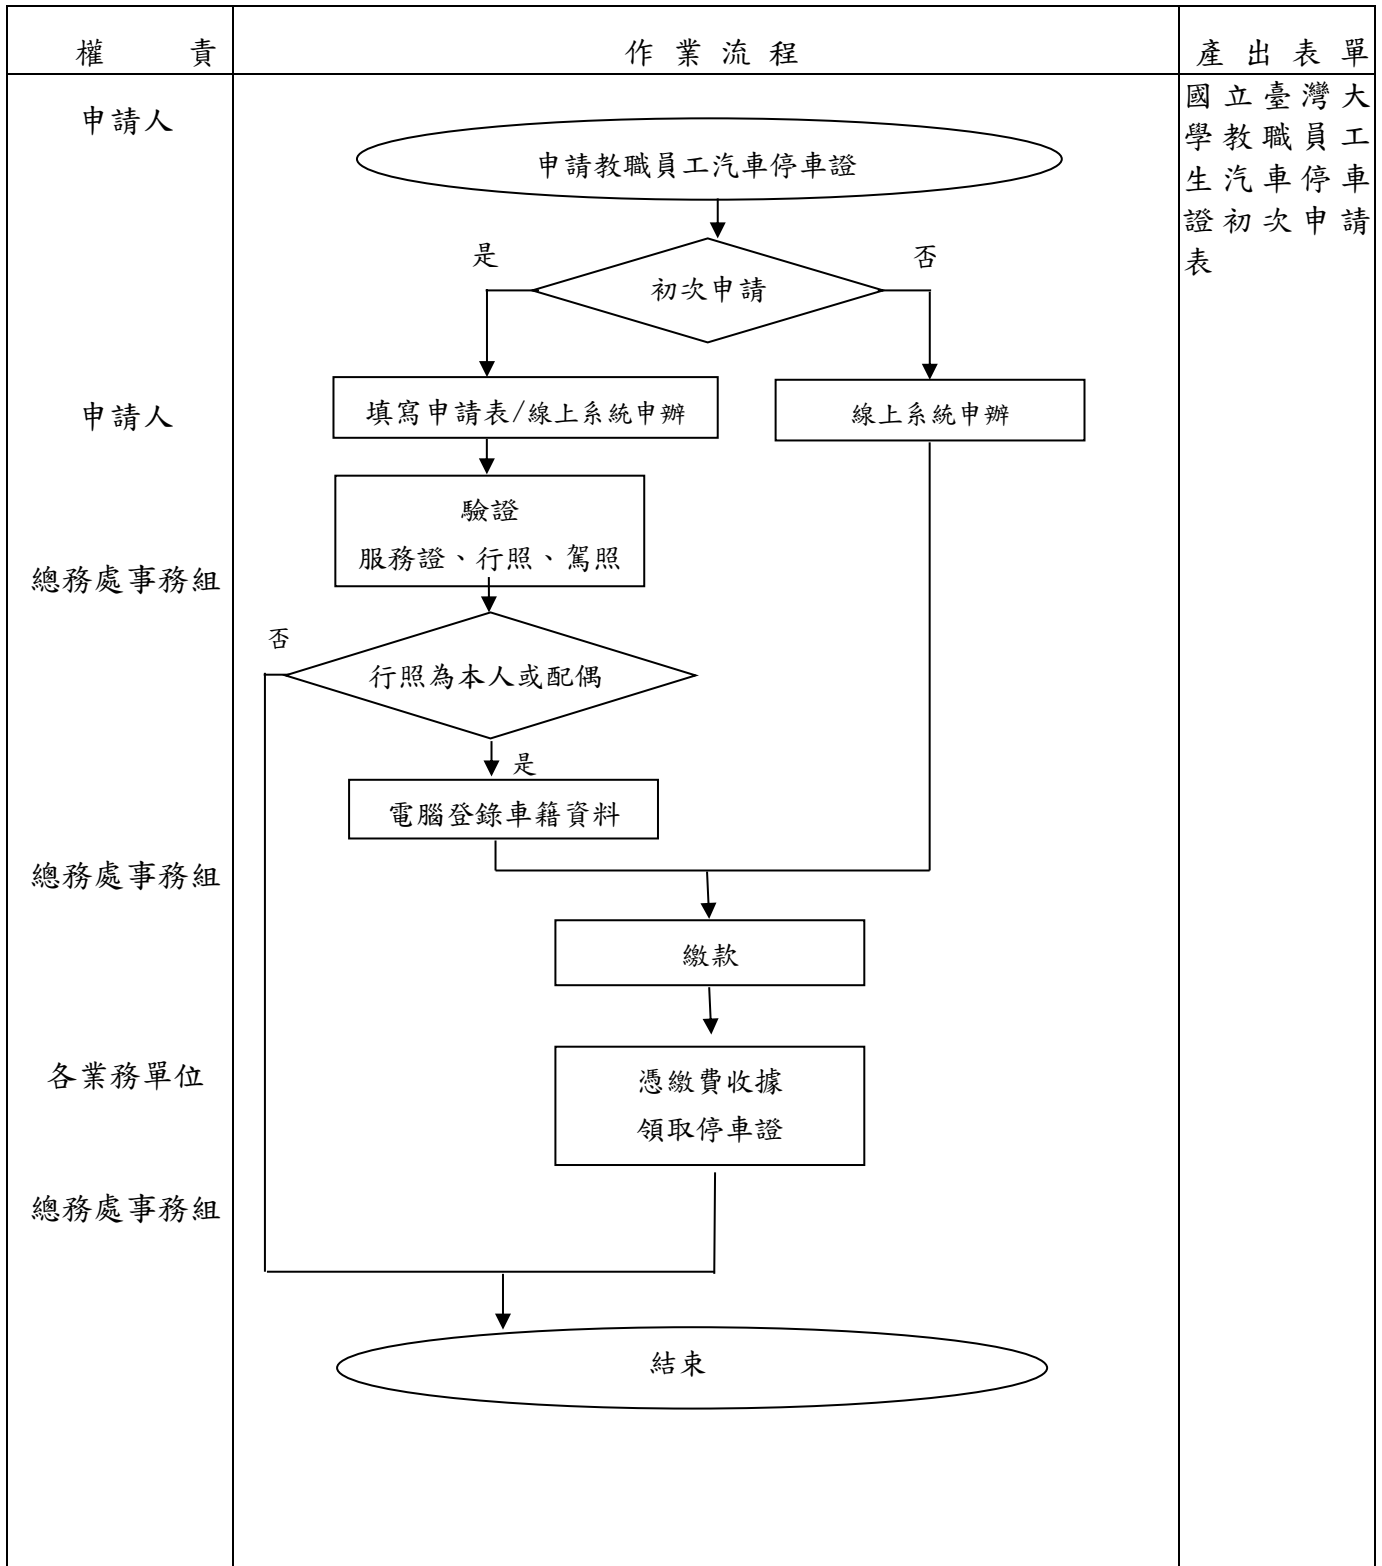 權責 作業流程 產出表單
申請人
申請教職員工汽車停車證
國立臺灣大
學教職員工
生汽車停車
證初次申請
表
是
否
初次申請
申請人
填寫申請表/線上系統申辦
線上系統申辦
驗證
服務證、行照、駕照
總務處事務組
否
行照為本人或配偶
是
電腦登錄車籍資料
總務處事務組
繳款
各業務單位
憑繳費收據
領取停車證
總務處事務組
結束